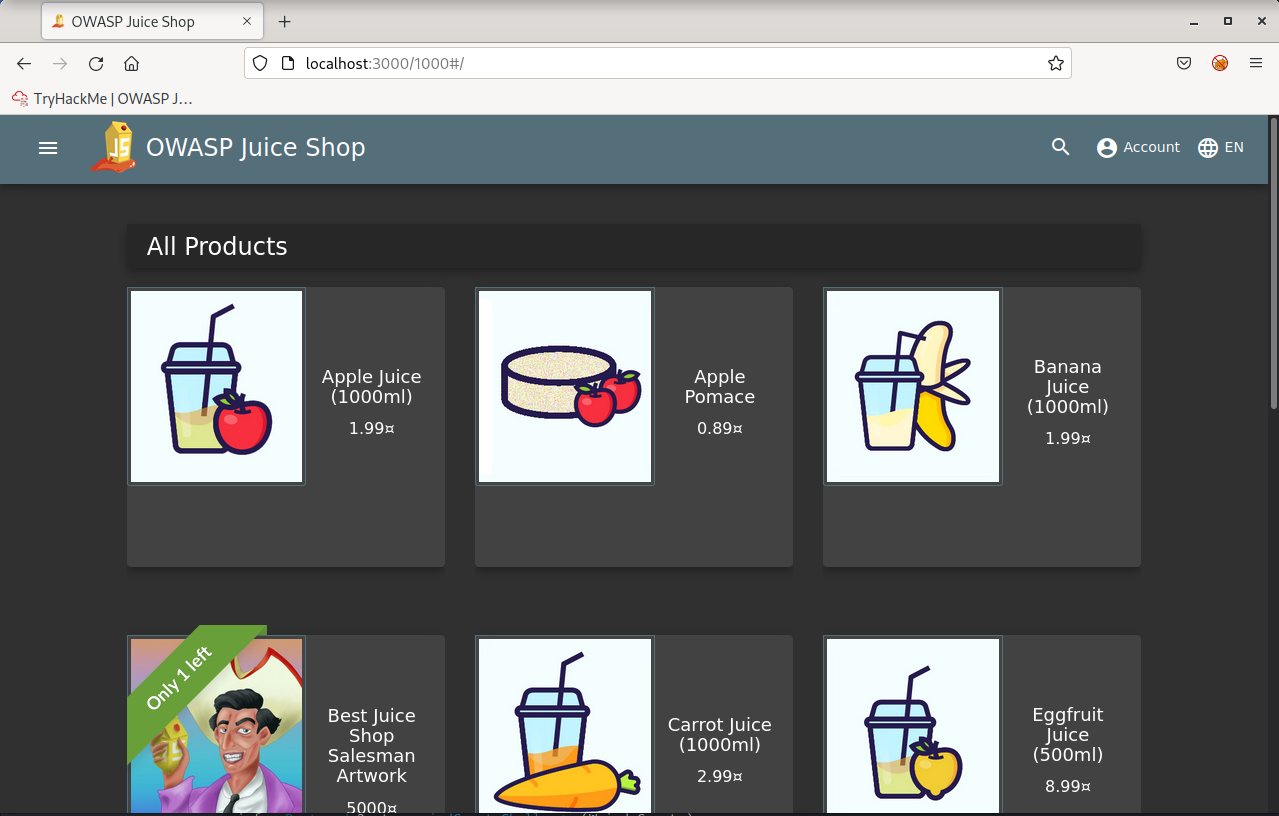 OWASP Juice Shop
localhost:3000/1000#/
TryHackMe | OWASP J…
JS
OWASP Juice Shop
Account
EN
All Products
Apple Juice
(1000ml)
1.99¤
Apple
Pomace
0.89¤
Banana
Juice
(1000ml)
1.99¤
Only 1 left
Best Juice
Shop
Salesman
Artwork
5000¤
Carrot Juice
(1000ml)
2.99¤
Eggfruit
Juice
(500ml)
8.99¤